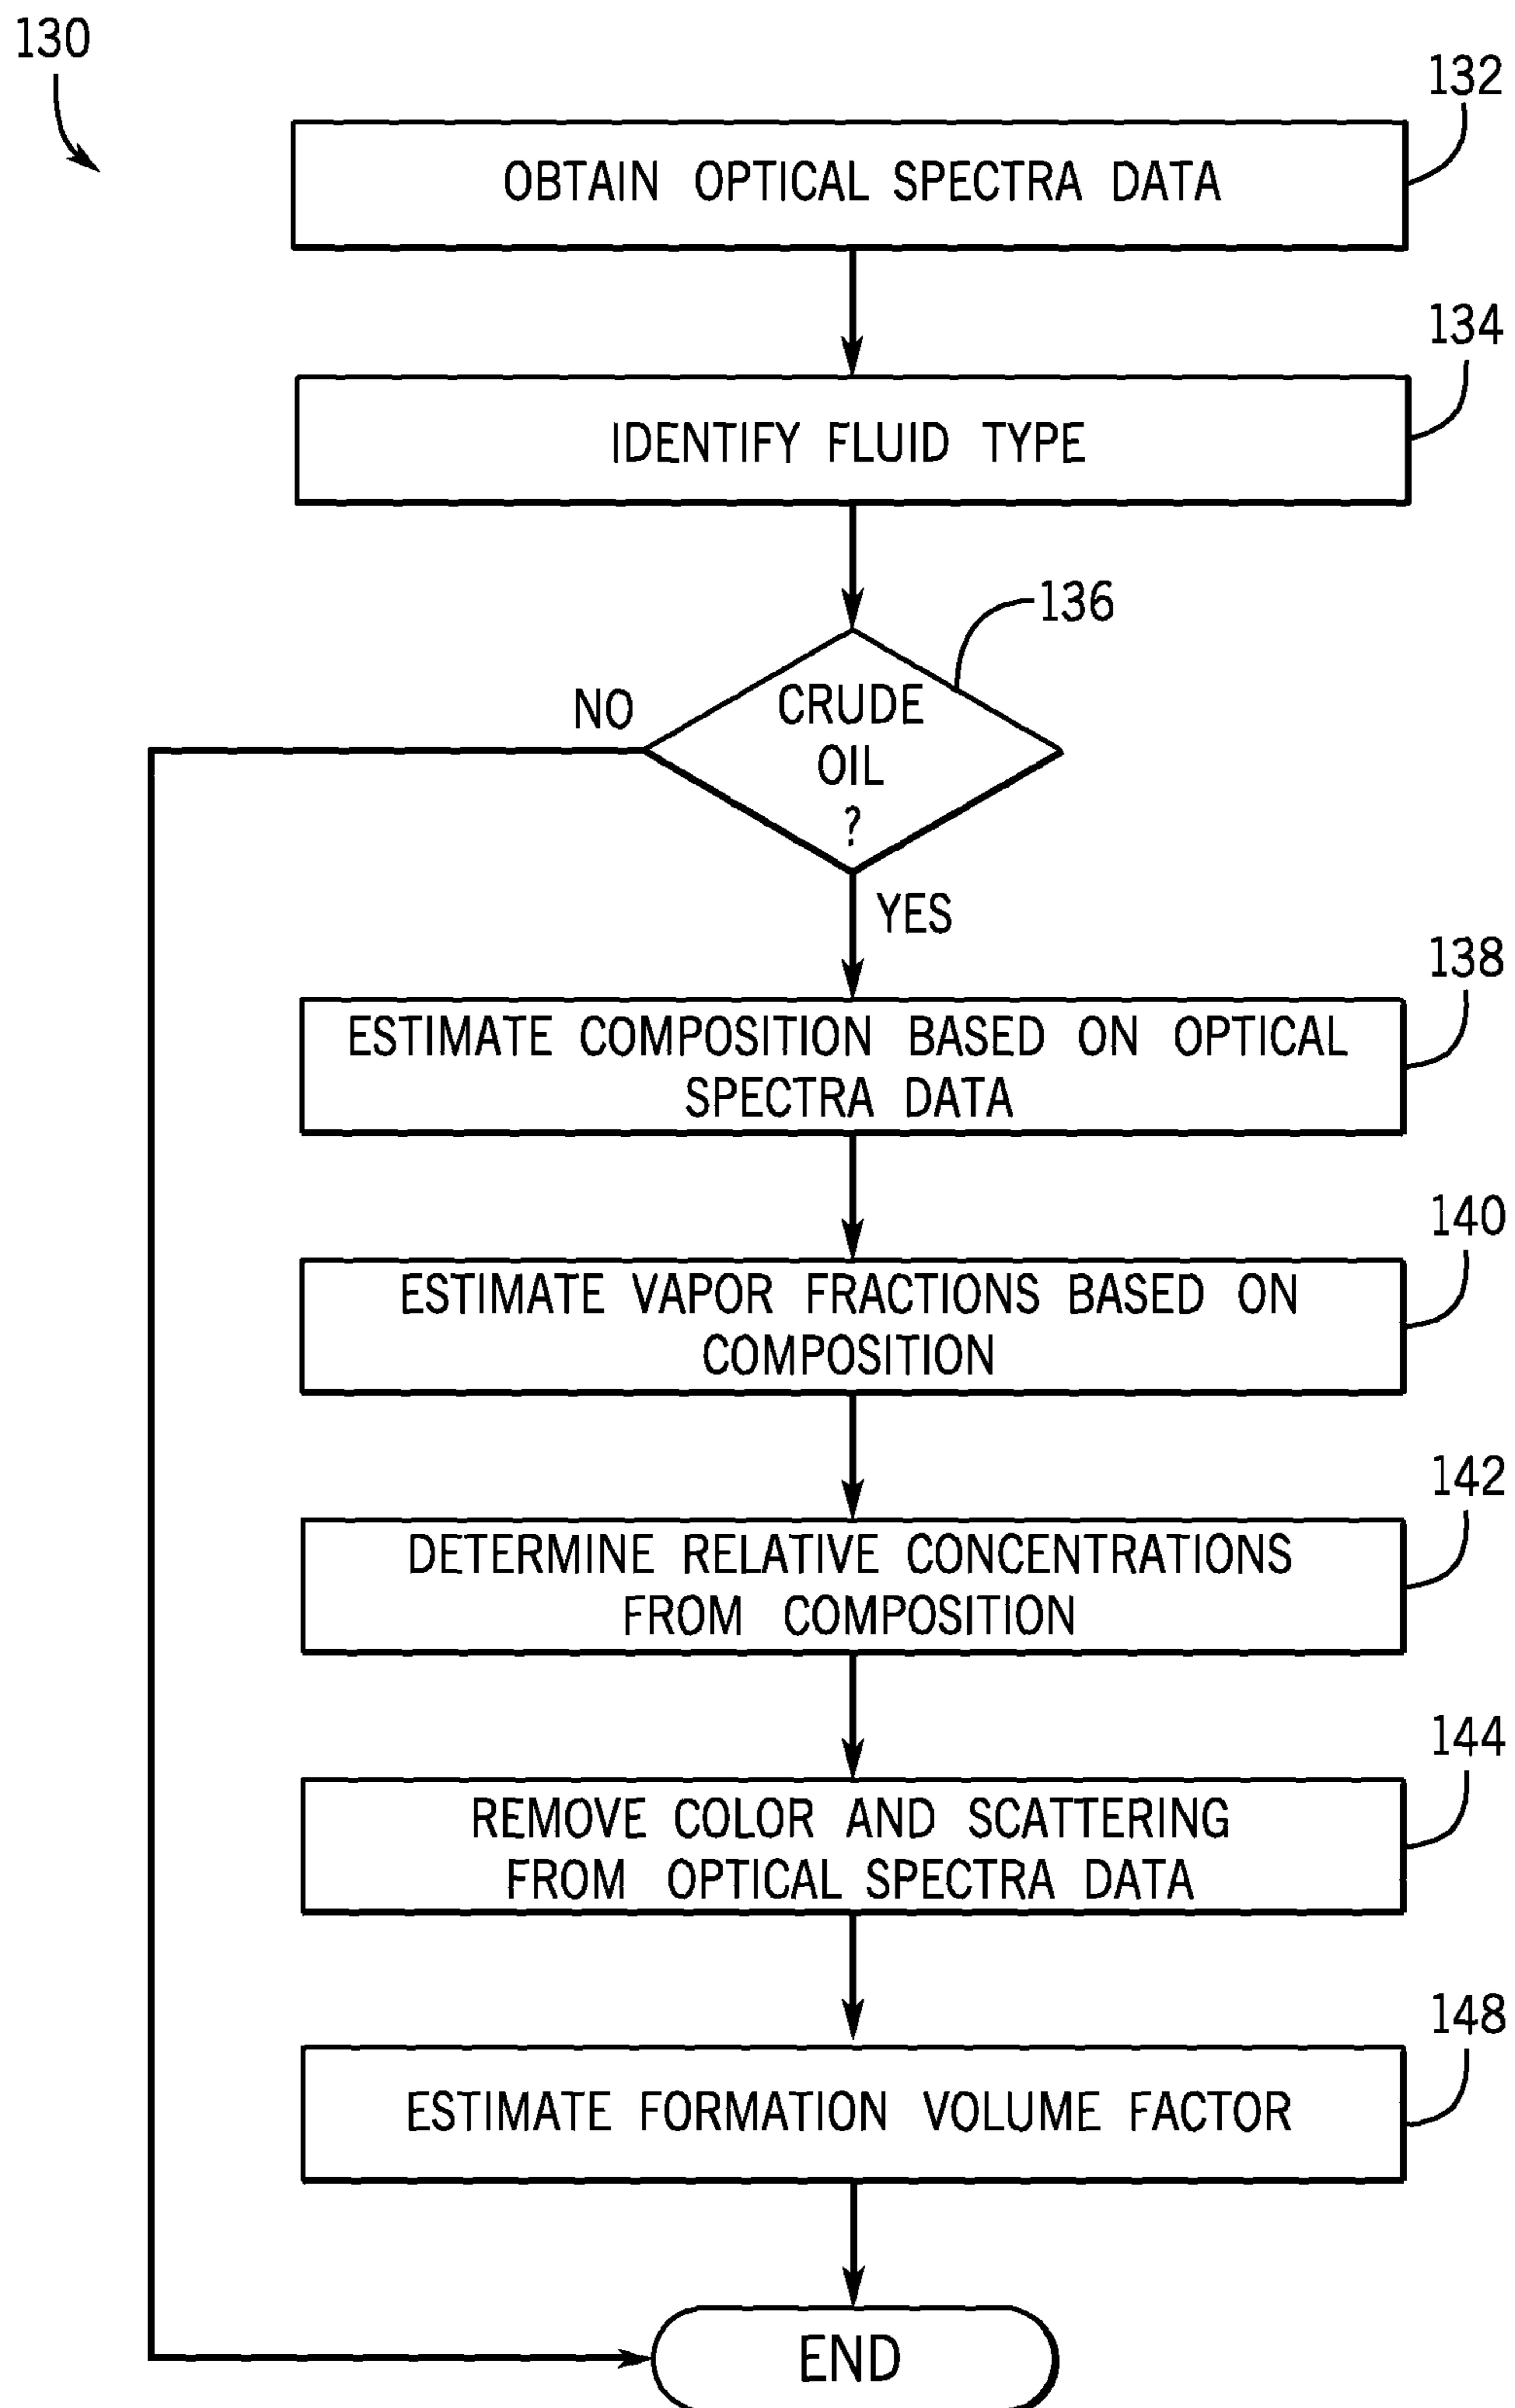 130
132
OBTAIN OPTICAL SPECTRA DATA
134
IDENTIFY FLUID TYPE
136
CRUDE
OIL
?
NO
YES
138
ESTIMATE COMPOSITION BASED ON OPTICAL
SPECTRA DATA
140
ESTIMATE VAPOR FRACTIONS BASED ON
COMPOSITION
142
DETERMINE RELATIVE CONCENTRATIONS
FROM COMPOSITION
144
REMOVE COLOR AND SCATTERING
FROM OPTICAL SPECTRA DATA
148
ESTIMATE FORMATION VOLUME FACTOR
END